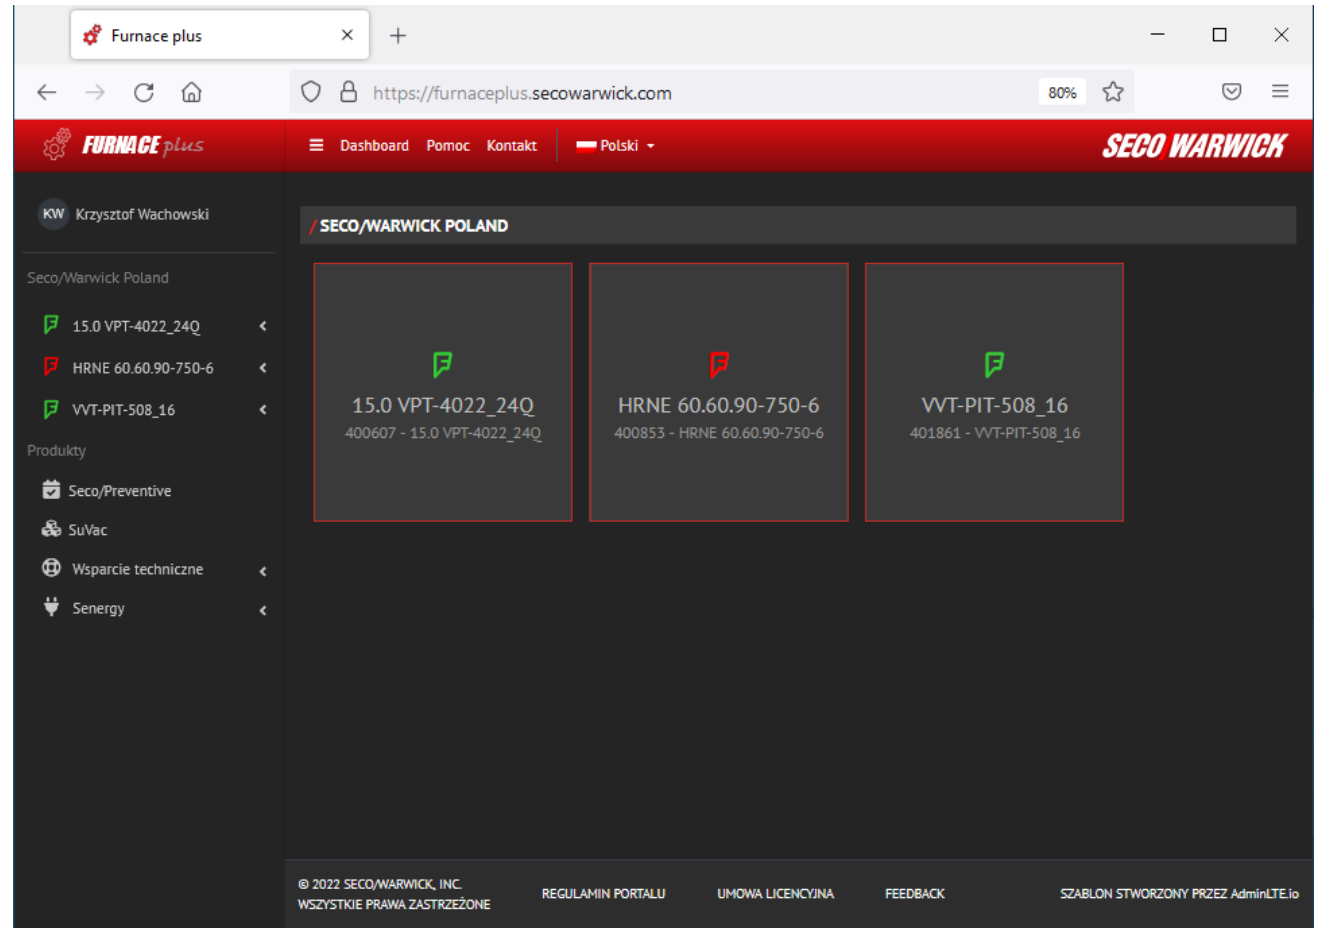 Furnace plus
https://furnaceplus.secowarwick.com
80%
FURNACE plus
Dashboard Pomoc Kontakt
Polski
SECO/WARWICK
KW Krzysztof Wachowski
Seco/Warwick Poland
15.0 VPT-4022_24Q
HRNE 60.60.90-750-6
VVT-PIT-508_16
Produkty
Seco/Preventive
SuVac
Wsparcie techniczne
Senergy
/ SECO/WARWICK POLAND
15.0 VPT-4022_24Q
400607 - 15.0 VPT-4022_24Q
HRNE 60.60.90-750-6
400853 - HRNE 60.60.90-750-6
VVT-PIT-508_16
401861 - VVT-PIT-508_16
© 2022 SECO/WARWICK, INC.
WSZYSTKIE PRAWA ZASTRZEŻONE
REGULAMIN PORTALU
UMOWA LICENCYJNA
FEEDBACK
SZABLON STWORZONY PRZEZ AdminLTE.io